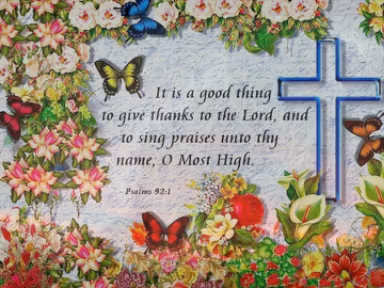 It is a good thing
to give thanks to the Lord, and
to sing praises unto thy
name, O Most High.
- Psalms 92:1